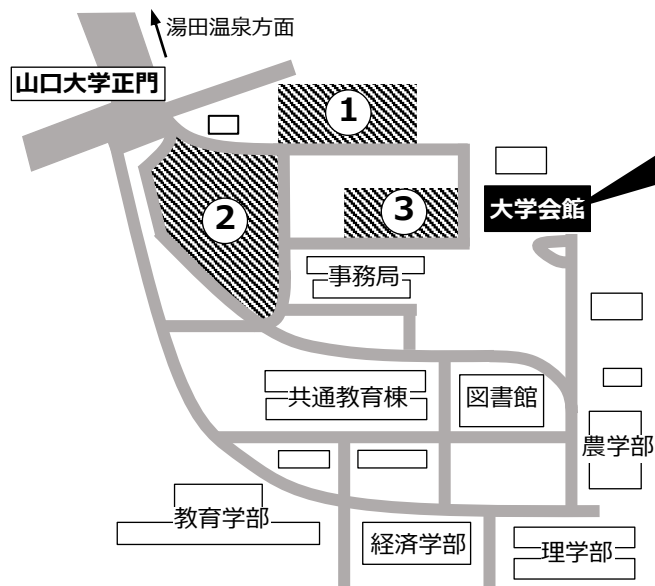 湯田温泉方面
山口大学正門
1
2
3
大学会館
事務局
共通教育棟
図書館
農学部
教育学部
経済学部
理学部